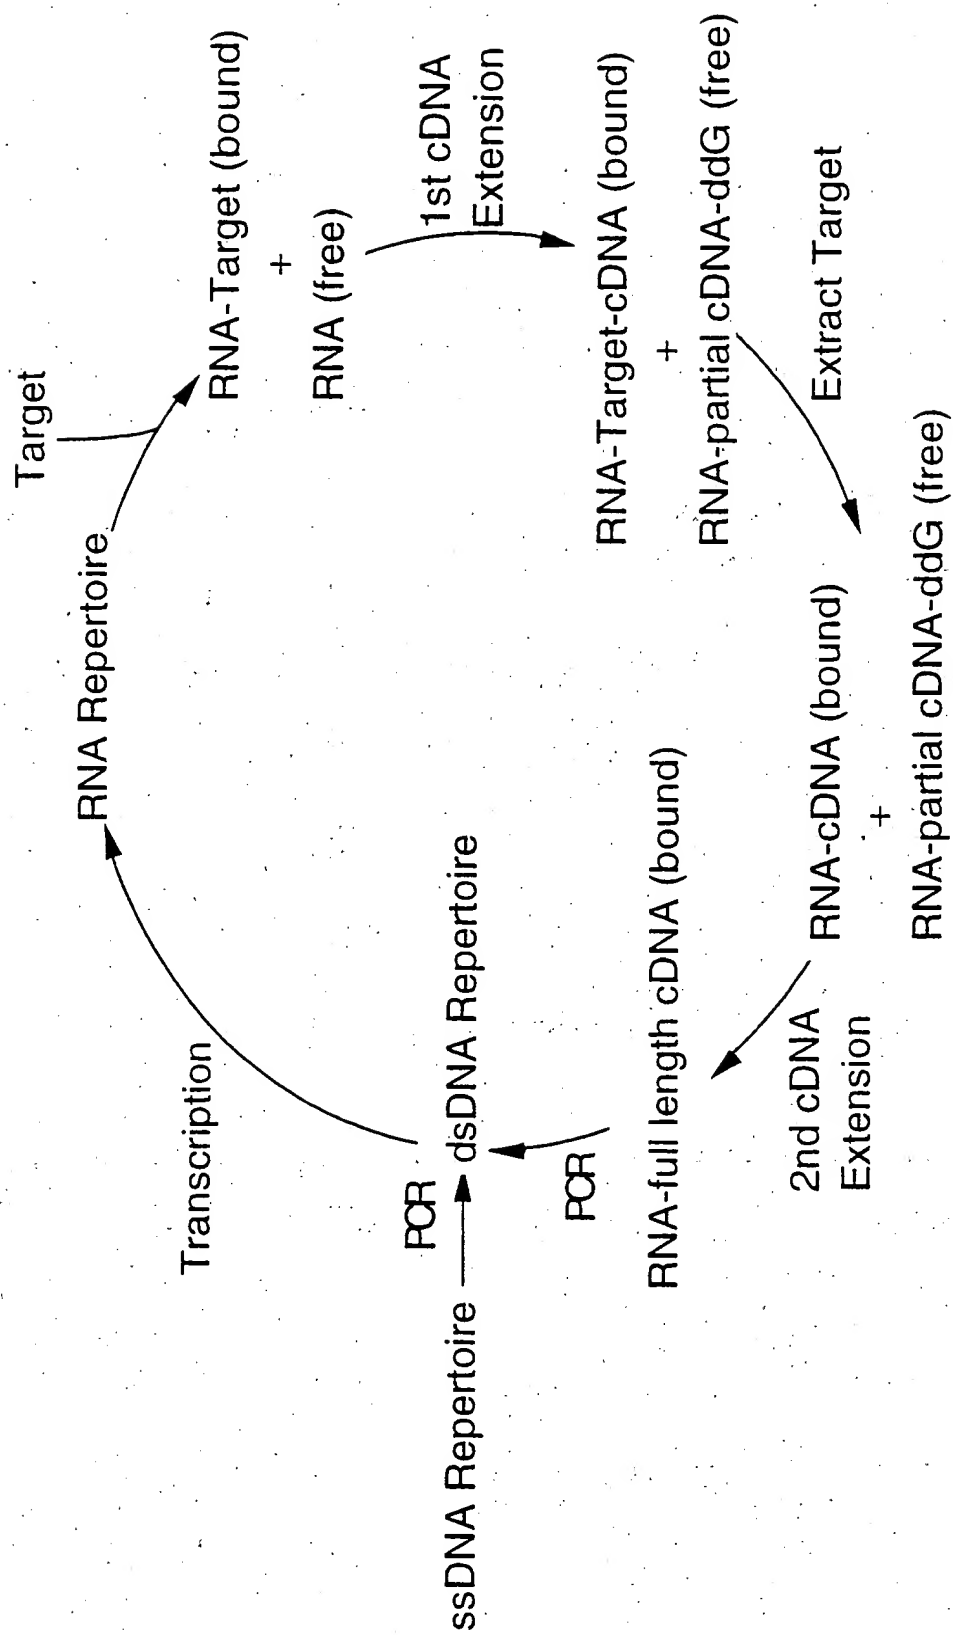 Target
RNA Repertoire
RNA-Target (bound)
+
RNA (free)
1st cDNA
Extension
RNA-Target-cDNA (bound)
+
RNA-partial cDNA-ddG (free)
Extract Target
RNA-cDNA (bound)
+
RNA-partial cDNA-ddG (free)
2nd cDNA
Extension
RNA-full length cDNA (bound)
PCR
ssDNA Repertoire
PCR
dsDNA Repertoire
Transcription